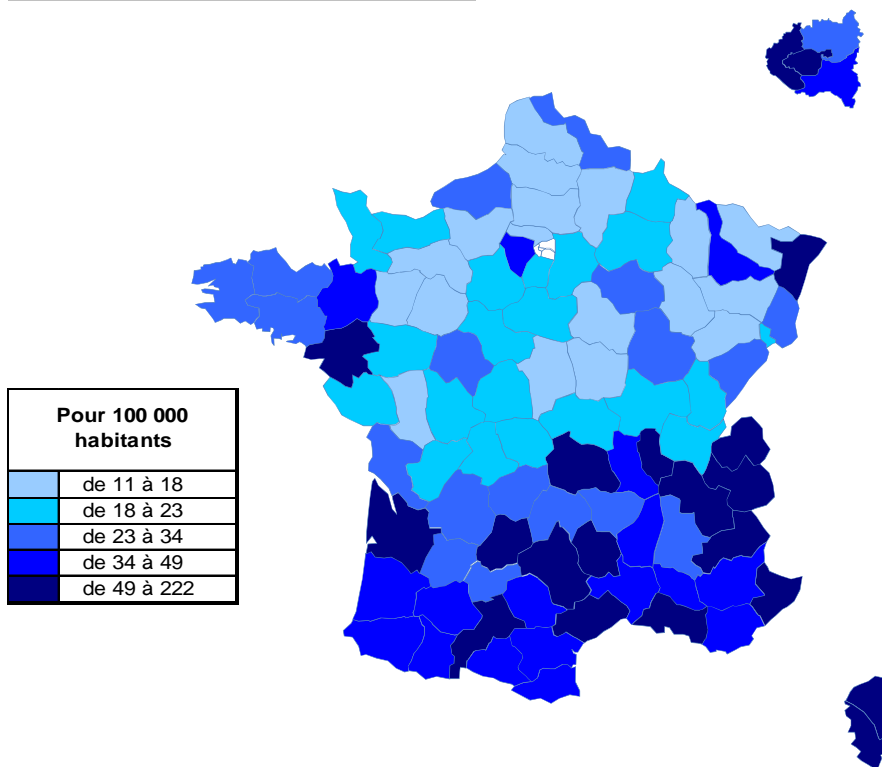 Pour 100 000
habitants
de 11 à 18
de 18 à 23
de 23 à 34
de 34 à 49
de 49 à 222